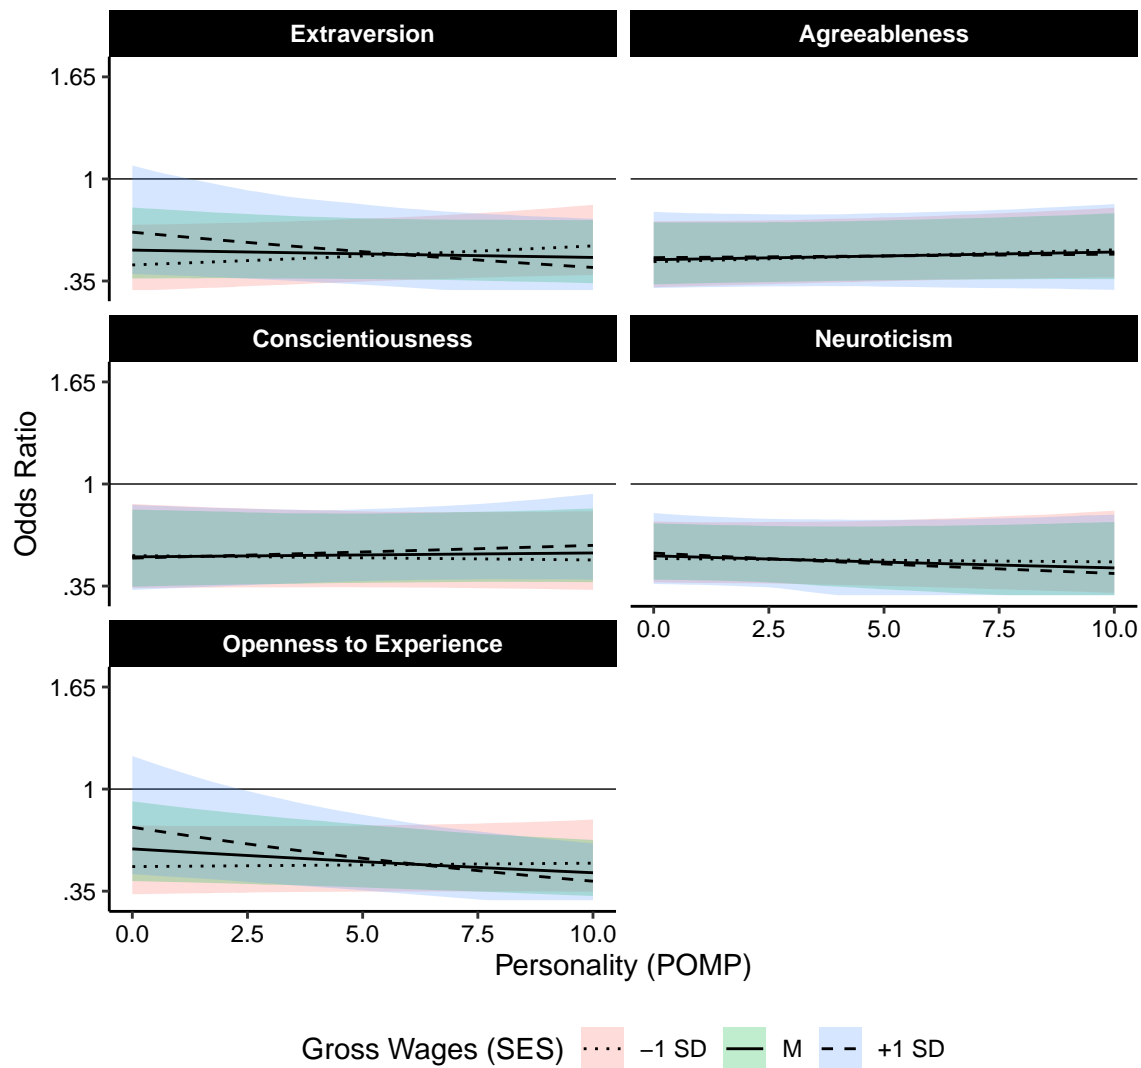 Extraversion
Agreeableness
1.65
1
.35
Conscientiousness
Neuroticism
1.65
1
.35
0.0 2.5 5.0 7.5 10.0
Openness to Experience
1.65
1
.35
0.0 2.5 5.0 7.5 10.0
Odds Ratio
Personality (POMP)
Gross Wages (SES) −1 SD M +1 SD